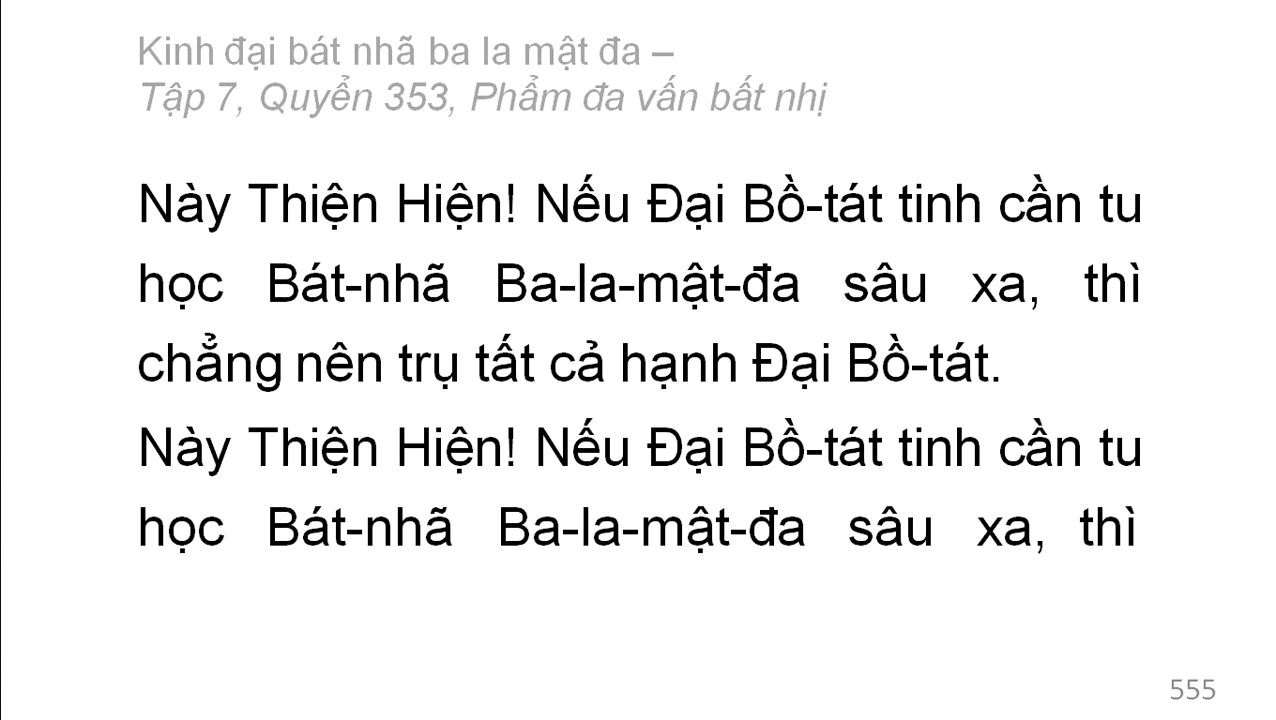 Kinh đại bát nhã ba la mật đa –
Tập 7, Quyển 353, Phẩm đa vấn bất nhị
Này Thiện Hiện! Nếu Đại Bồ-tát tinh cần tu
học Bát-nhã Ba-la-mật-đa sâu xa, thì
chẳng nên trụ tất cả hạnh Đại Bồ-tát.
Này Thiện Hiện! Nếu Đại Bồ-tát tinh cần tu
học Bát-nhã Ba-la-mật-đa sâu xa, thì
555